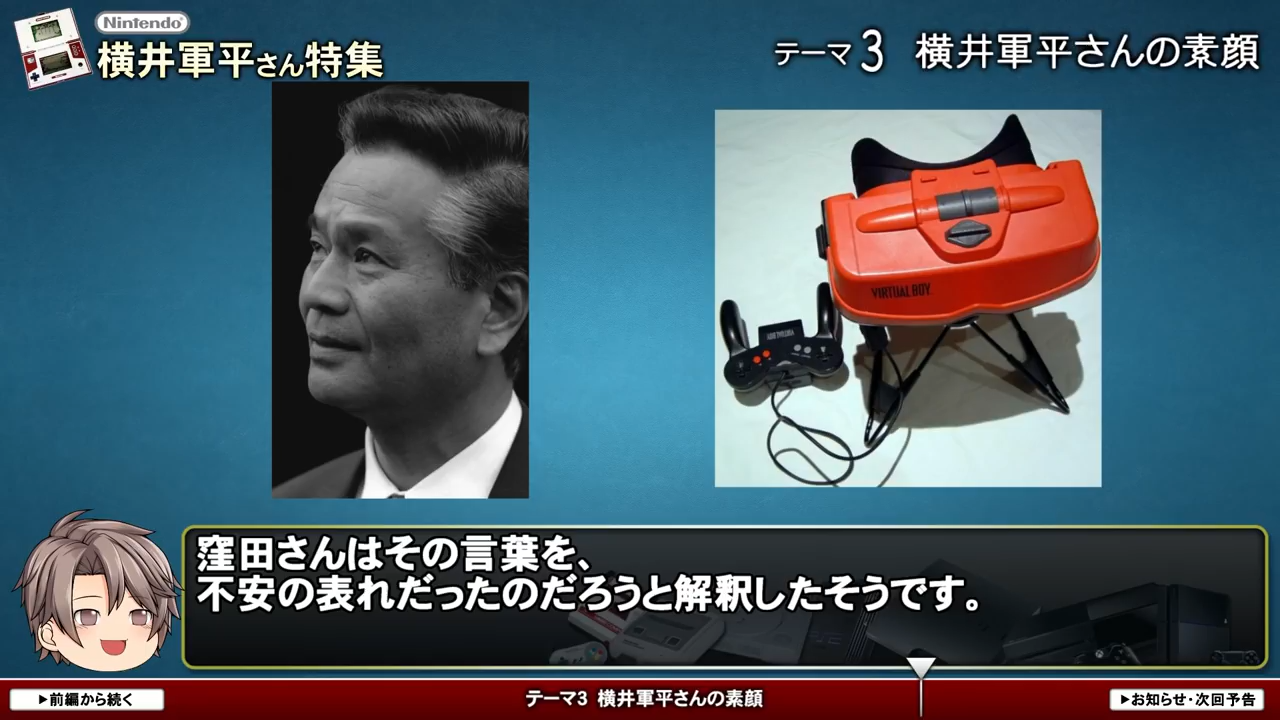 Nintendo
横井軍平さん特集
テーマ3 横井軍平さんの素顔
VIRTUAL BOY
窪田さんはその言葉を、
不安の表れだったのだろうと解釈したそうです。
▶前編から続く
テーマ3 横井軍平さんの素顔
▶お知らせ・次回予告